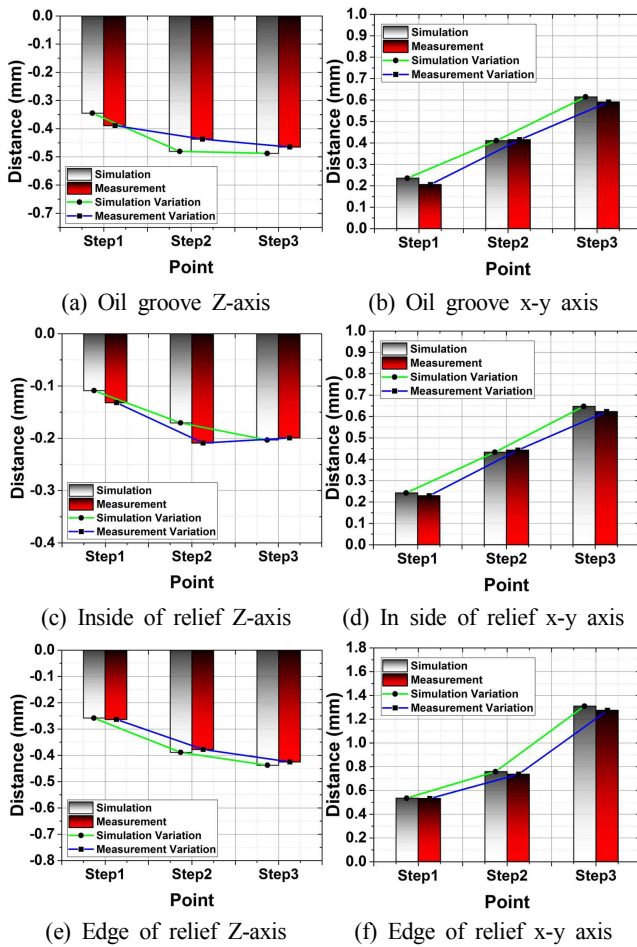 0.0
-0.1
-0.2
-0.3
-0.4
-0.5
-0.6
-0.7
Distance (mm)
Simulation
Measurement
Simulation Variation
Measurement Variation
Step1 Step2 Step3
Point
(a) Oil groove Z-axis
1.0
0.9
0.8
0.7
0.6
0.5
0.4
0.3
0.2
0.1
0.0
Distance (mm)
Simulation
Measurement
Simulation Variation
Measurement Variation
Step1 Step2 Step3
Point
(b) Oil groove x-y axis
0.0
-0.1
-0.2
-0.3
-0.4
Distance (mm)
Simulation
Measurement
Simulation Variation
Measurement Variation
Step1 Step2 Step3
Point
(c) Inside of relief Z-axis
1.0
0.9
0.8
0.7
0.6
0.5
0.4
0.3
0.2
0.1
0.0
Distance (mm)
Simulation
Measurement
Simulation Variation
Measurement Variation
Step1 Step2 Step3
Point
(d) In side of relief x-y axis
0.0
-0.1
-0.2
-0.3
-0.4
-0.5
-0.6
-0.7
-0.8
Distance (mm)
Simulation
Measurement
Simulation Variation
Measurement Variation
Step1 Step2 Step3
Point
(e) Edge of relief Z-axis
1.8
1.6
1.4
1.2
1.0
0.8
0.6
0.4
0.2
0.0
Distance (mm)
Simulation
Measurement
Simulation Variation
Measurement Variation
Step1 Step2 Step3
Point
(f) Edge of relief x-y axis